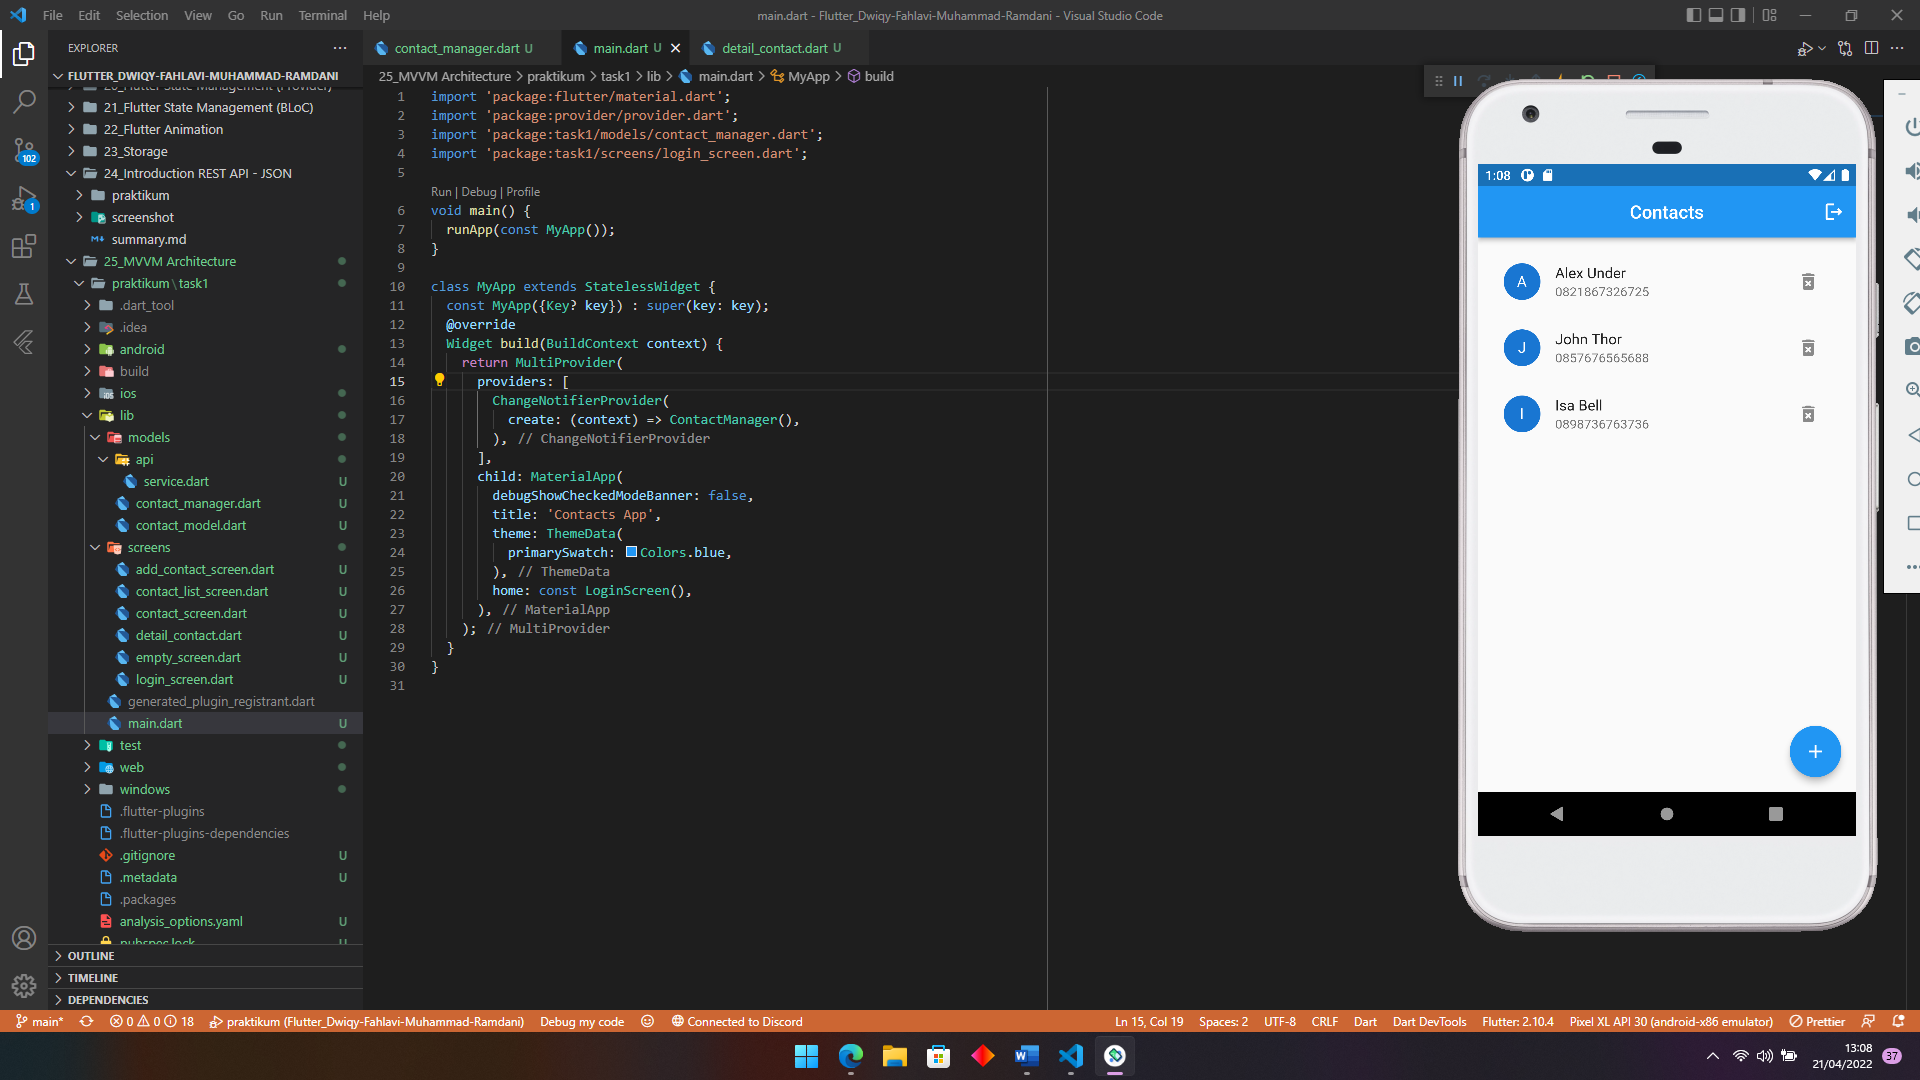 File Edit Selection View Go Run Terminal Help
main.dart - Flutter_Dwiqy-Fahlavi-Muhammad-Ramdani - Visual Studio Code
EXPLORER
FLUTTER_DWIQY-FAHLAVI-MUHAMMAD-RAMDANI
20_Flutter State Management (Provider)
21_Flutter State Management (BLoC)
22_Flutter Animation
23_Storage
24_Introduction REST API - JSON
praktikum
screenshot
summary.md
25_MVVM Architecture
praktikum \ task1
.dart_tool
.idea
android
build
ios
lib
models
api
service.dart U
contact_manager.dart U
contact_model.dart U
screens
add_contact_screen.dart U
contact_list_screen.dart U
contact_screen.dart U
detail_contact.dart U
empty_screen.dart U
login_screen.dart U
generated_plugin_registrant.dart
main.dart U
test
web
windows
.flutter-plugins
.flutter-plugins-dependencies
.gitignore U
.metadata U
.packages
analysis_options.yaml U
pubspec.lock U
OUTLINE
TIMELINE
DEPENDENCIES
102
1
contact_manager.dart U
main.dart U
detail_contact.dart U
25_MVVM Architecture > praktikum > task1 > lib > main.dart > MyApp > build
1 import 'package:flutter/material.dart';
2 import 'package:provider/provider.dart';
3 import 'package:task1/models/contact_manager.dart';
4 import 'package:task1/screens/login_screen.dart';
5
Run | Debug | Profile
6 void main() {
7 runApp(const MyApp());
8 }
9
10 class MyApp extends StatelessWidget {
11 const MyApp({Key? key}) : super(key: key);
12 @override
13 Widget build(BuildContext context) {
14 return MultiProvider(
15 providers: [
16 ChangeNotifierProvider(
17 create: (context) => ContactManager(),
18 ), // ChangeNotifierProvider
19 ],
20 child: MaterialApp(
21 debugShowCheckedModeBanner: false,
22 title: 'Contacts App',
23 theme: ThemeData(
24 primarySwatch: Colors.blue,
25 ), // ThemeData
26 home: const LoginScreen(),
27 ), // MaterialApp
28 ); // MultiProvider
29 }
30 }
31
1:08
Contacts
A Alex Under
0821867326725
J John Thor
0857676565688
I Isa Bell
0898736763736
main* 0 0 18 praktikum (Flutter_Dwiqy-Fahlavi-Muhammad-Ramdani) Debug my code Connected to Discord
Ln 15, Col 19 Spaces: 2 UTF-8 CRLF Dart Dart DevTools Flutter: 2.10.4 Pixel XL API 30 (android-x86 emulator) Prettier
13:08
21/04/2022
37